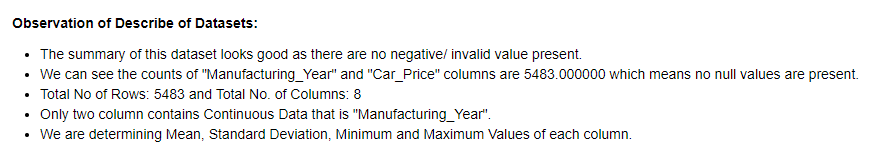 Observation of Describe of Datasets:
• The summary of this dataset looks good as there are no negative/ invalid value present.
• We can see the counts of "Manufacturing_Year" and "Car_Price" columns are 5483.000000 which means no null values are present.
• Total No of Rows: 5483 and Total No. of Columns: 8
• Only two column contains Continuous Data that is "Manufacturing_Year".
• We are determining Mean, Standard Deviation, Minimum and Maximum Values of each column.